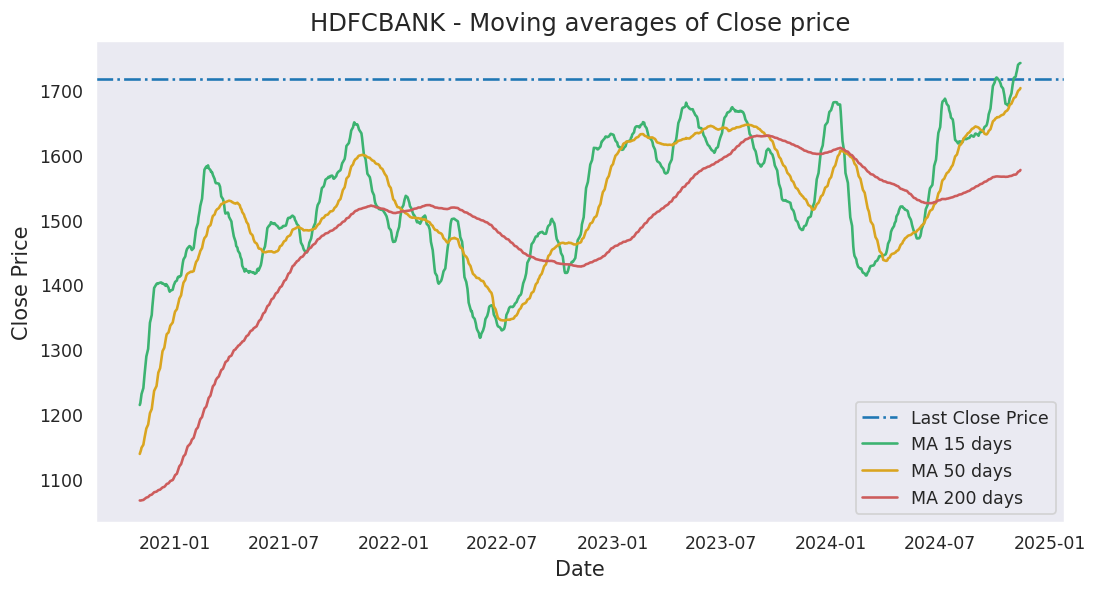 HDFCBANK - Moving averages of Close price
Close Price
1700
1600
1500
1400
1300
1200
1100
Last Close Price
MA 15 days
MA 50 days
MA 200 days
2021-01 2021-07 2022-01 2022-07 2023-01 2023-07 2024-01 2024-07 2025-01
Date